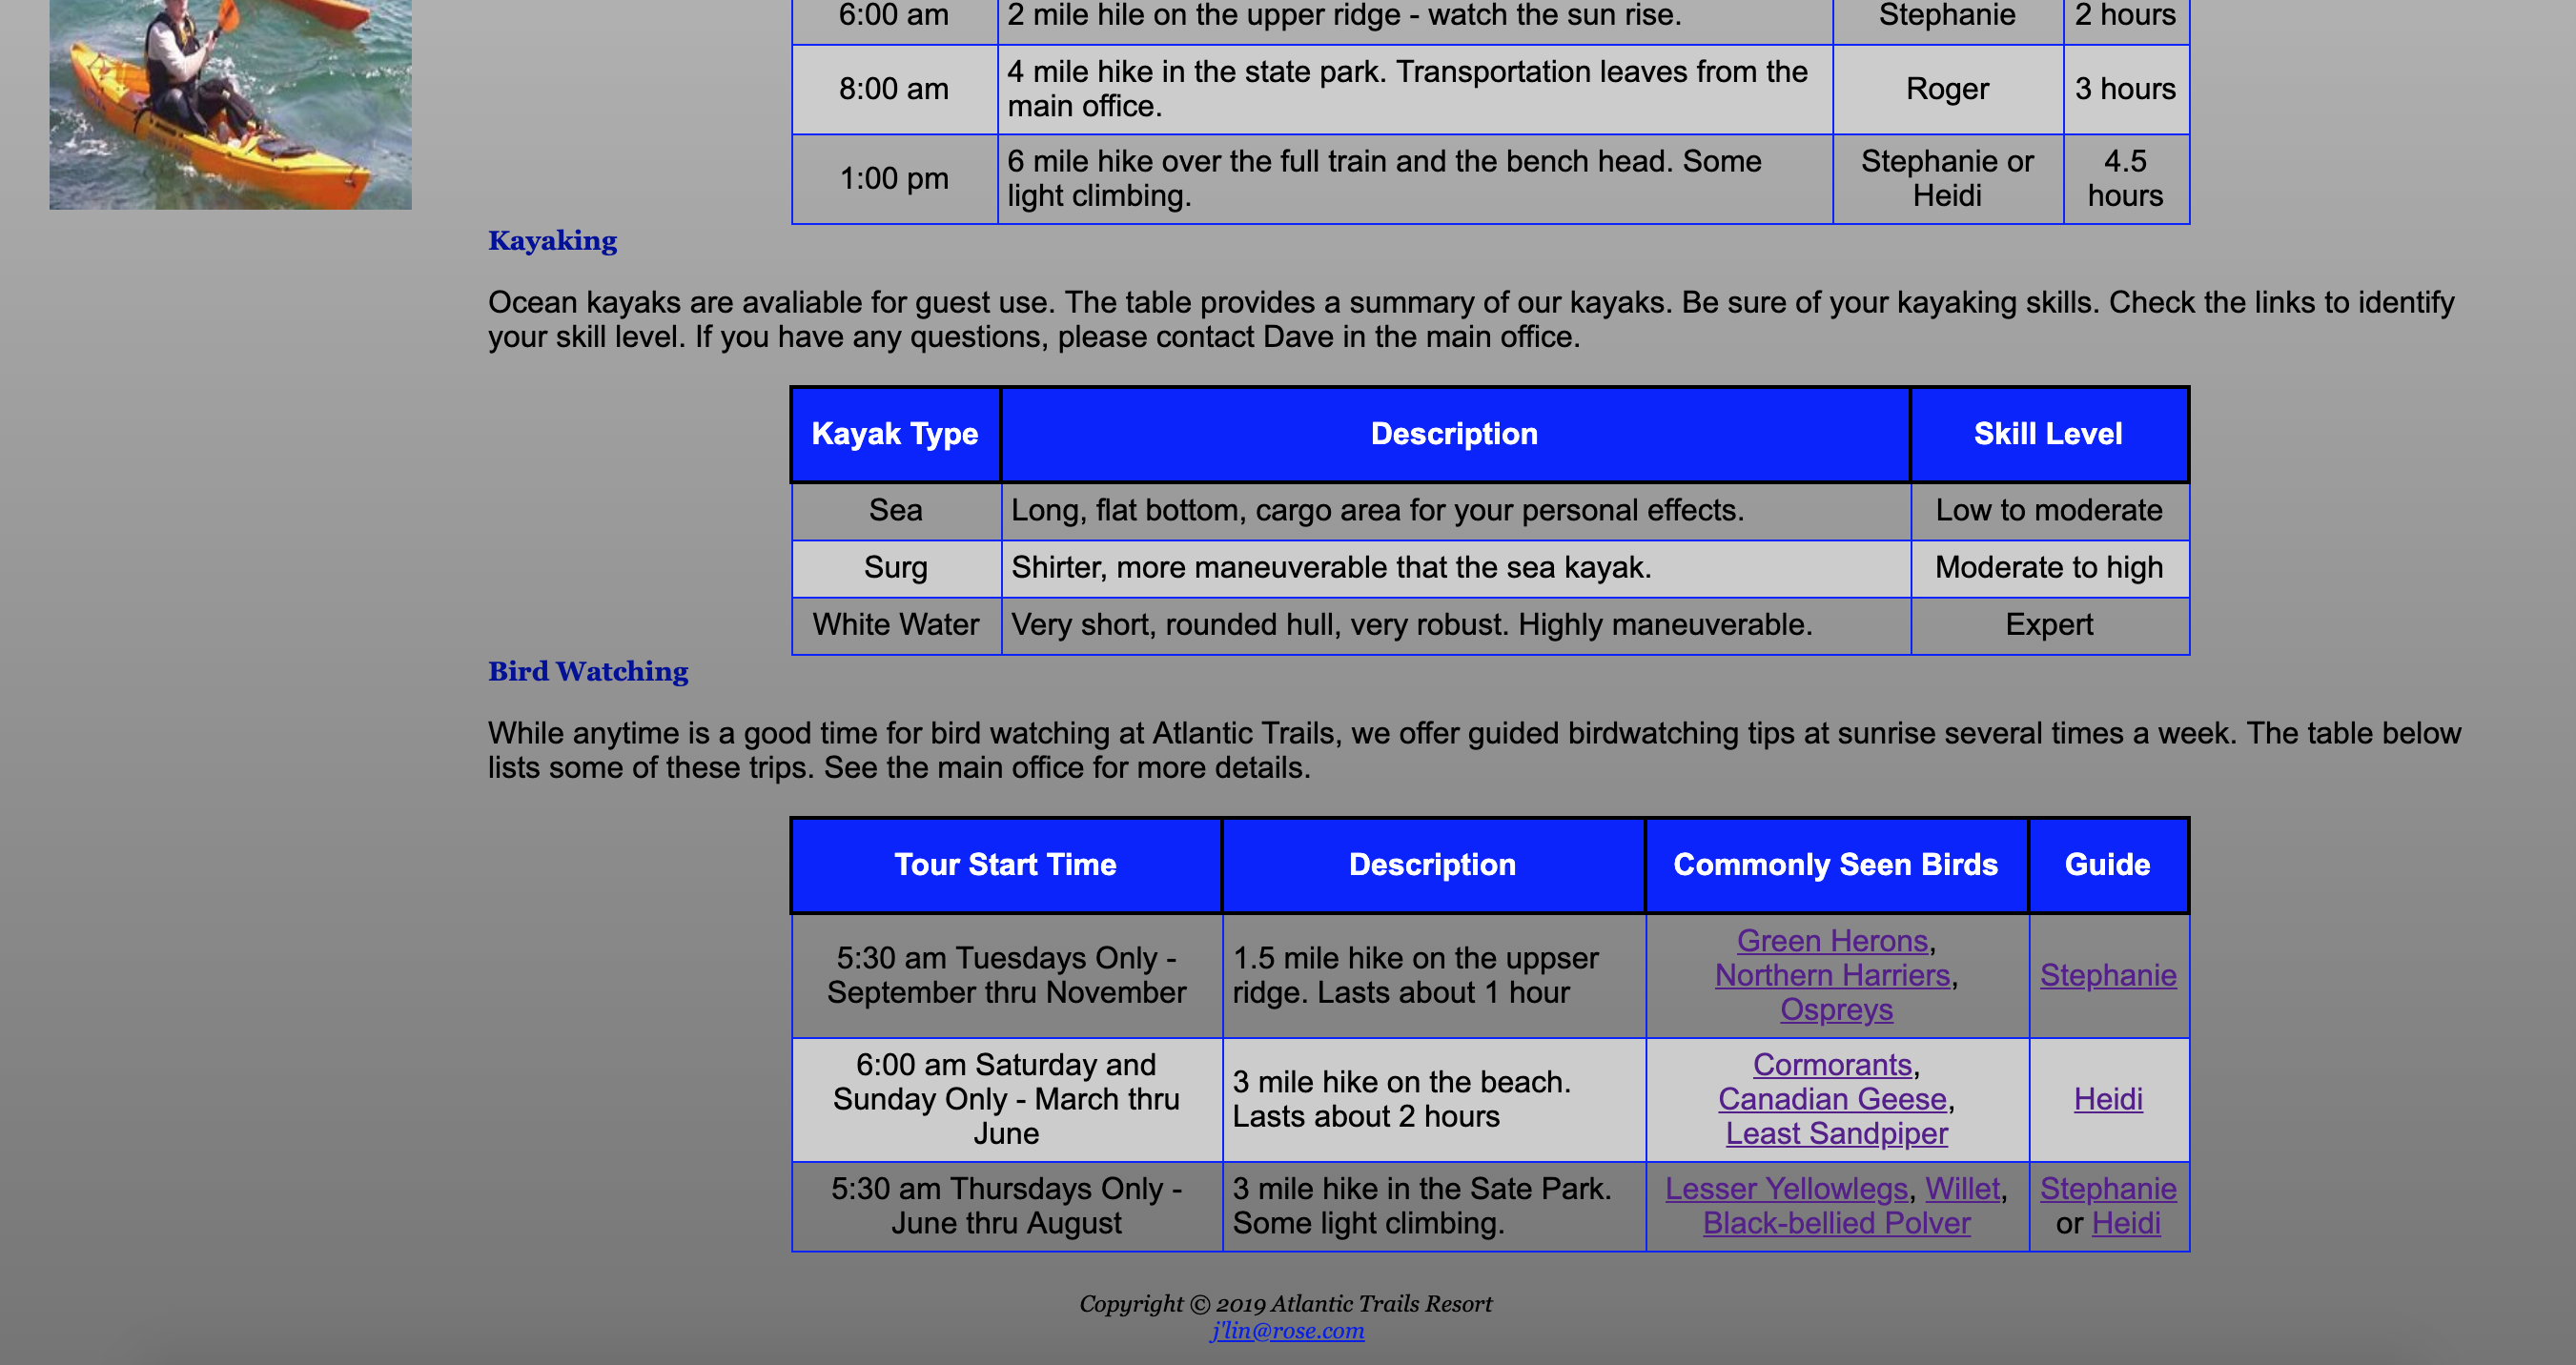 6:00 am 2 mile hile on the upper ridge - watch the sun rise. Stephanie 2 hours
8:00 am 4 mile hike in the state park. Transportation leaves from the
main office. Roger 3 hours
1:00 pm 6 mile hike over the full train and the bench head. Some
light climbing. Stephanie or
Heidi 4.5
hours
Kayaking
Ocean kayaks are avaliable for guest use. The table provides a summary of our kayaks. Be sure of your kayaking skills. Check the links to identify
your skill level. If you have any questions, please contact Dave in the main office.
Kayak Type Description Skill Level
Sea Long, flat bottom, cargo area for your personal effects. Low to moderate
Surg Shirter, more maneuverable that the sea kayak. Moderate to high
White Water Very short, rounded hull, very robust. Highly maneuverable. Expert
Bird Watching
While anytime is a good time for bird watching at Atlantic Trails, we offer guided birdwatching tips at sunrise several times a week. The table below
lists some of these trips. See the main office for more details.
Tour Start Time Description Commonly Seen Birds Guide
5:30 am Tuesdays Only -
September thru November
1.5 mile hike on the uppser
ridge. Lasts about 1 hour
Green Herons,
Northern Harriers,
Ospreys
Stephanie
6:00 am Saturday and
Sunday Only - March thru
June
3 mile hike on the beach.
Lasts about 2 hours
Cormorants,
Canadian Geese,
Least Sandpiper
Heidi
5:30 am Thursdays Only -
June thru August
3 mile hike in the Sate Park.
Some light climbing.
Lesser Yellowlegs, Willet,
Black-bellied Polver
Stephanie
or Heidi
Copyright © 2019 Atlantic Trails Resort
j'lin@rose.com